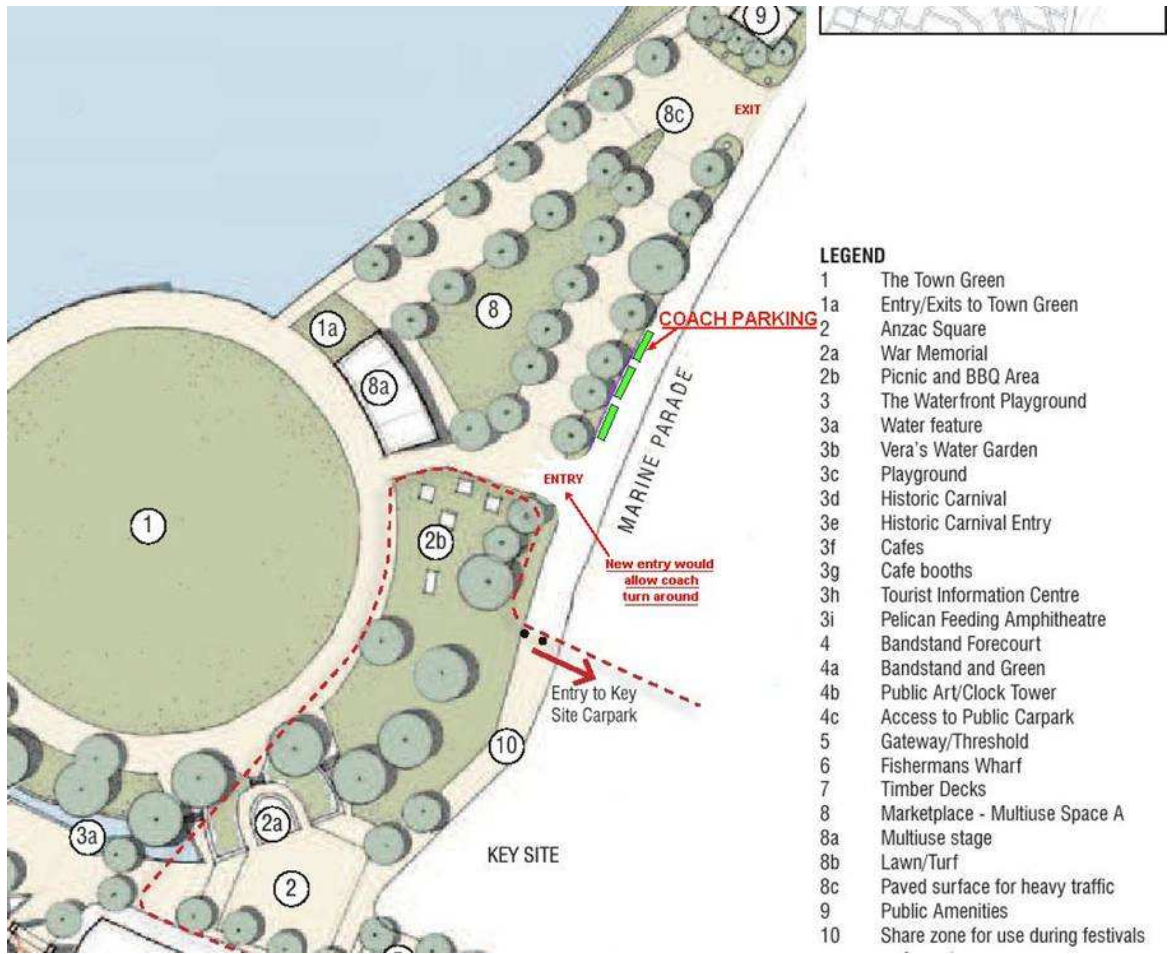 9
8c
EXIT
1a
8
COACH PARKING
8a
MARINE PARADE
ENTRY
1
2b
New entry would
allow coach
turn around
Entry to Key
Site Carpark
10
2a
3a
KEY SITE
2
LEGEND
1 The Town Green
1a Entry/Exits to Town Green
2 Anzac Square
2a War Memorial
2b Picnic and BBQ Area
3 The Waterfront Playground
3a Water feature
3b Vera's Water Garden
3c Playground
3d Historic Carnival
3e Historic Carnival Entry
3f Cafes
3g Cafe booths
3h Tourist Information Centre
3i Pelican Feeding Amphitheatre
4 Bandstand Forecourt
4a Bandstand and Green
4b Public Art/Clock Tower
4c Access to Public Carpark
5 Gateway/Threshold
6 Fishermans Wharf
7 Timber Decks
8 Marketplace - Multiuse Space A
8a Multiuse stage
8b Lawn/Turf
8c Paved surface for heavy traffic
9 Public Amenities
10 Share zone for use during festivals